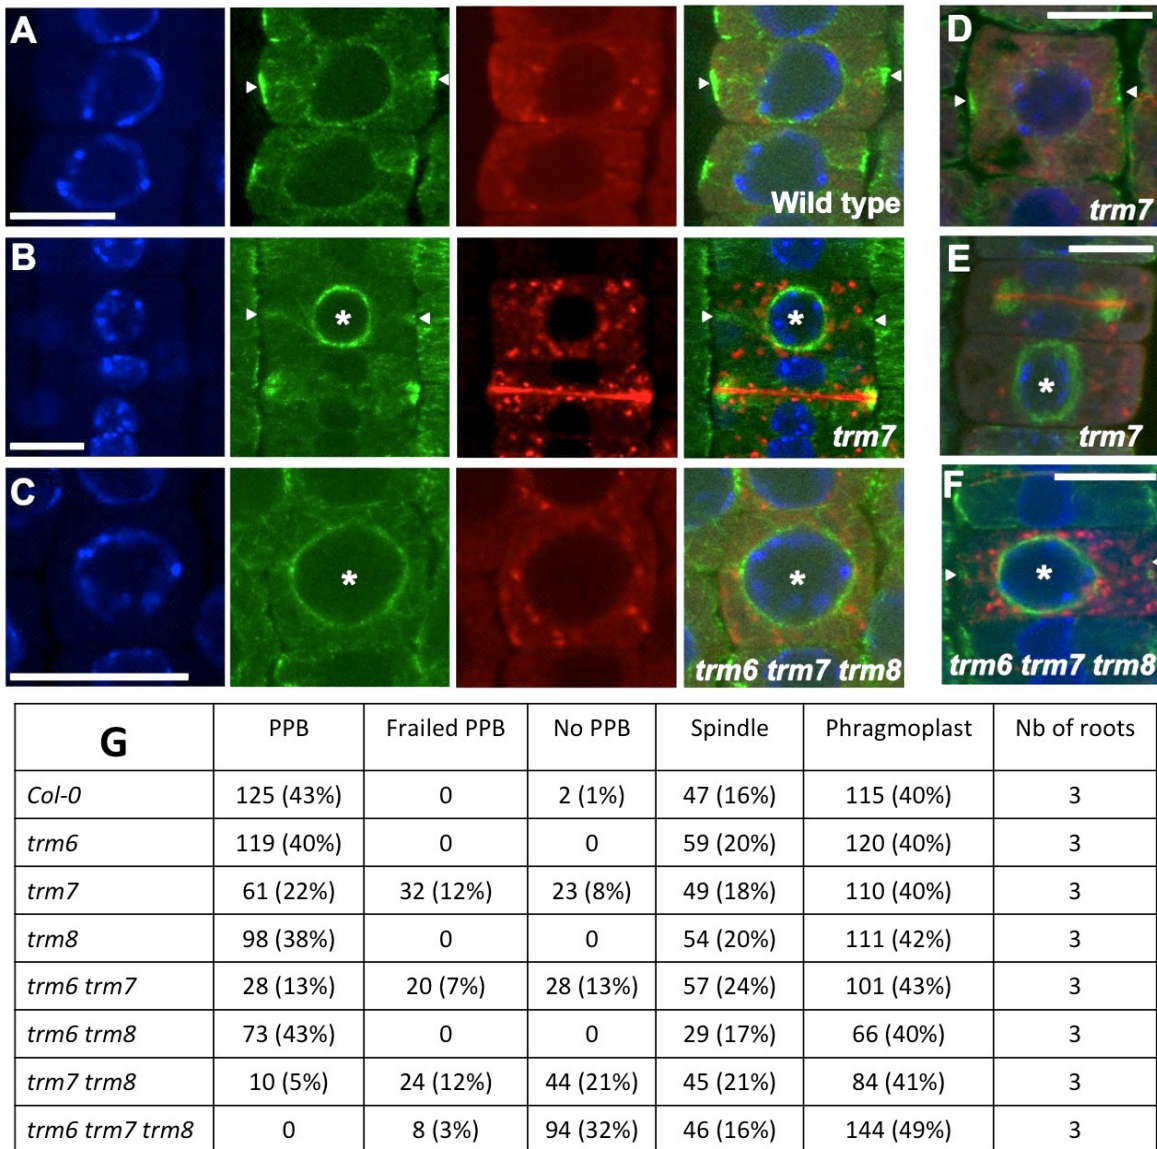 A
D
Wild type
trm7
B
E
*
*
*
trm7
trm7
C
F
*
*
*
trm6 trm7 trm8
trm6 trm7 trm8
G PPB Frailed PPB No PPB Spindle Phragmoplast Nb of roots
Col-0 125 (43%) 0 2 (1%) 47 (16%) 115 (40%) 3
trm6 119 (40%) 0 0 59 (20%) 120 (40%) 3
trm7 61 (22%) 32 (12%) 23 (8%) 49 (18%) 110 (40%) 3
trm8 98 (38%) 0 0 54 (20%) 111 (42%) 3
trm6 trm7 28 (13%) 20 (7%) 28 (13%) 57 (24%) 101 (43%) 3
trm6 trm8 73 (43%) 0 0 29 (17%) 66 (40%) 3
trm7 trm8 10 (5%) 24 (12%) 44 (21%) 45 (21%) 84 (41%) 3
trm6 trm7 trm8 0 8 (3%) 94 (32%) 46 (16%) 144 (49%) 3